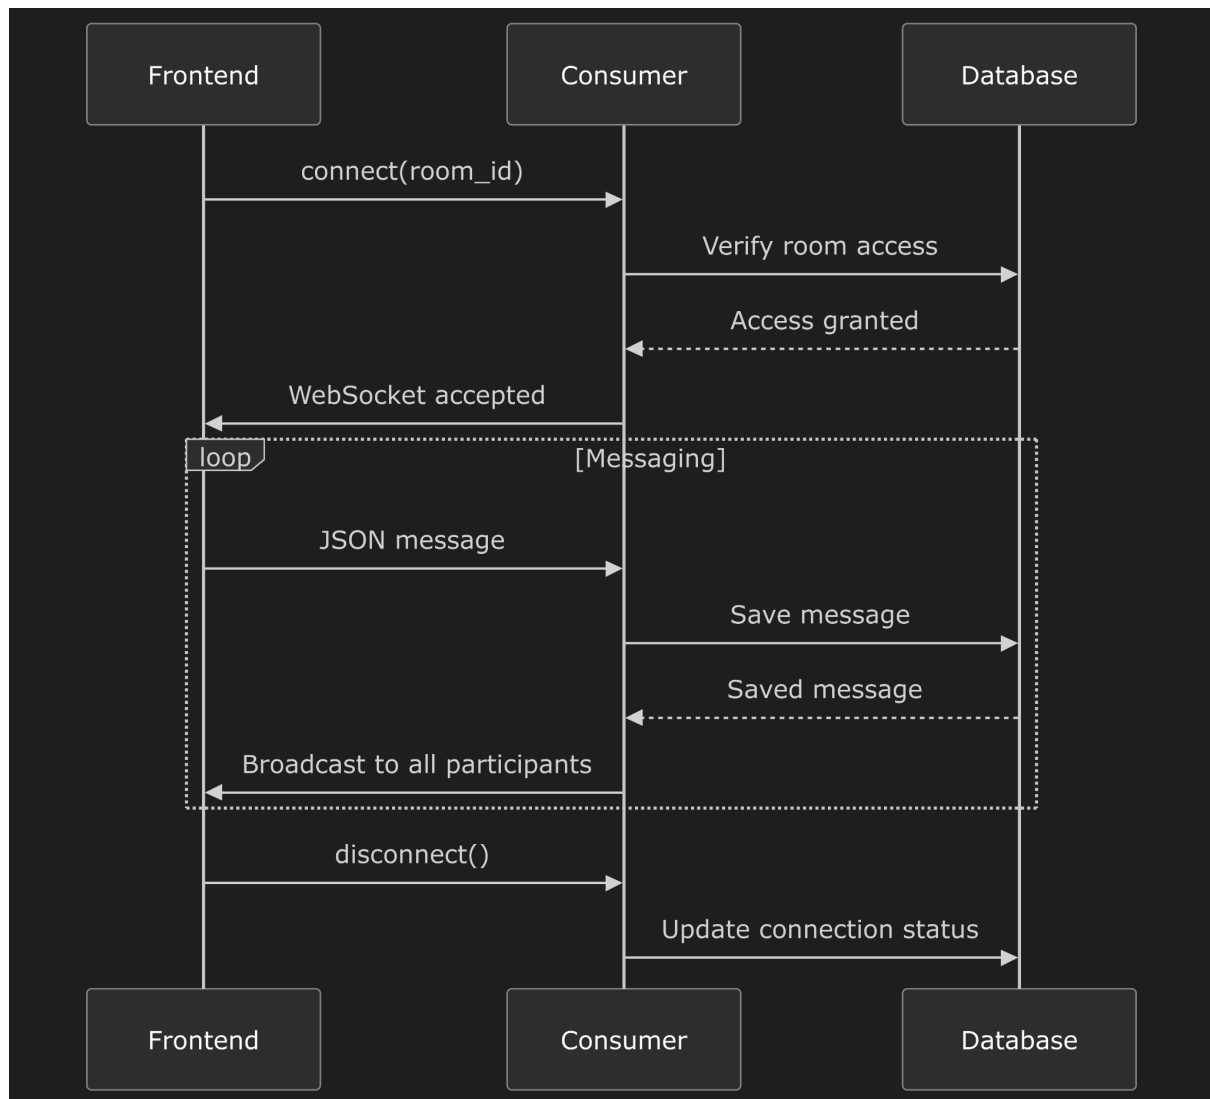 Frontend
Consumer
Database
connect(room_id)
Verify room access
Access granted
WebSocket accepted
loop
[Messaging]
JSON message
Save message
Saved message
Broadcast to all participants
disconnect()
Update connection status
Frontend
Consumer
Database